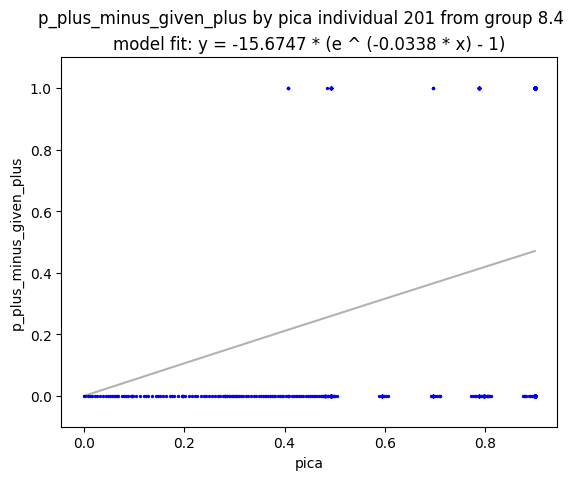 p_plus_minus_given_plus by pica individual 201 from group 8.4
model fit: y = -15.6747 * (e ^ (-0.0338 * x) - 1)
p_plus_minus_given_plus
1.0
0.8
0.6
0.4
0.2
0.0
0.0 0.2 0.4 0.6 0.8
pica